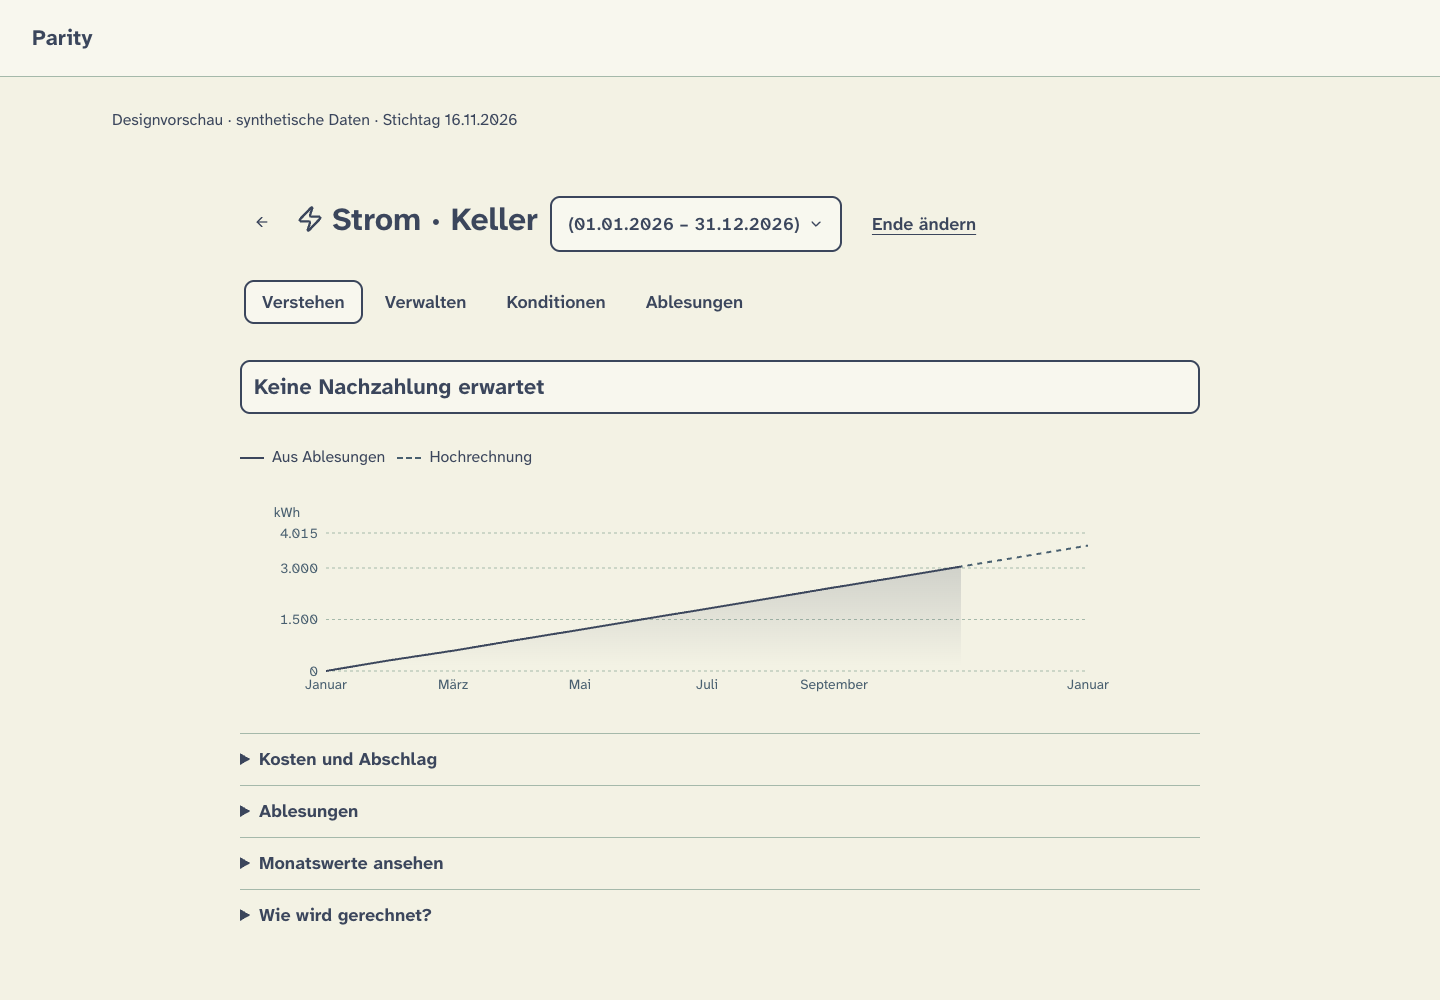 Parity
Designvorschau · synthetische Daten · Stichtag 16.11.2026
Strom · Keller (01.01.2026 – 31.12.2026) Ende ändern
Verstehen Verwalten Konditionen Ablesungen
Keine Nachzahlung erwartet
Aus Ablesungen Hochrechnung
kWh
4.015
3.000
1.500
0
Januar März Mai Juli September Januar
Kosten und Abschlag
Ablesungen
Monatswerte ansehen
Wie wird gerechnet?